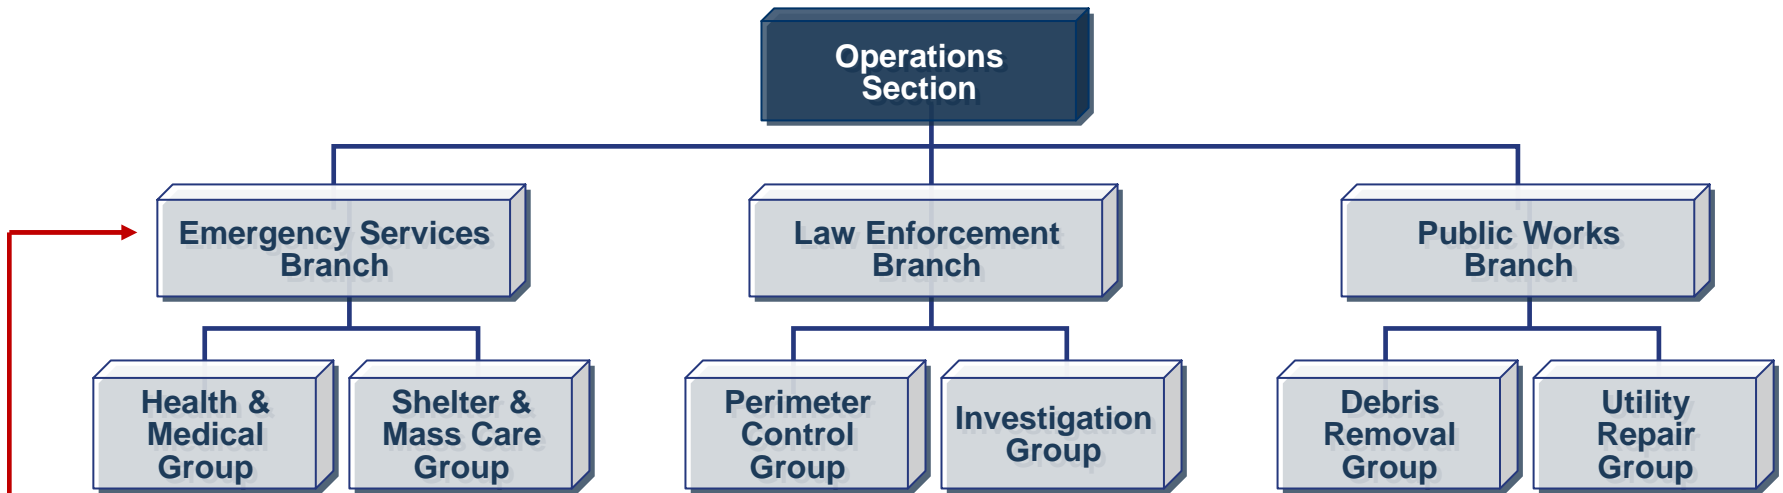 Operations
Section
Emergency Services
Branch
Law Enforcement
Branch
Public Works
Branch
Health &
Medical
Group
Shelter &
Mass Care
Group
Perimeter
Control
Group
Investigation
Group
Debris
Removal
Group
Utility
Repair
Group